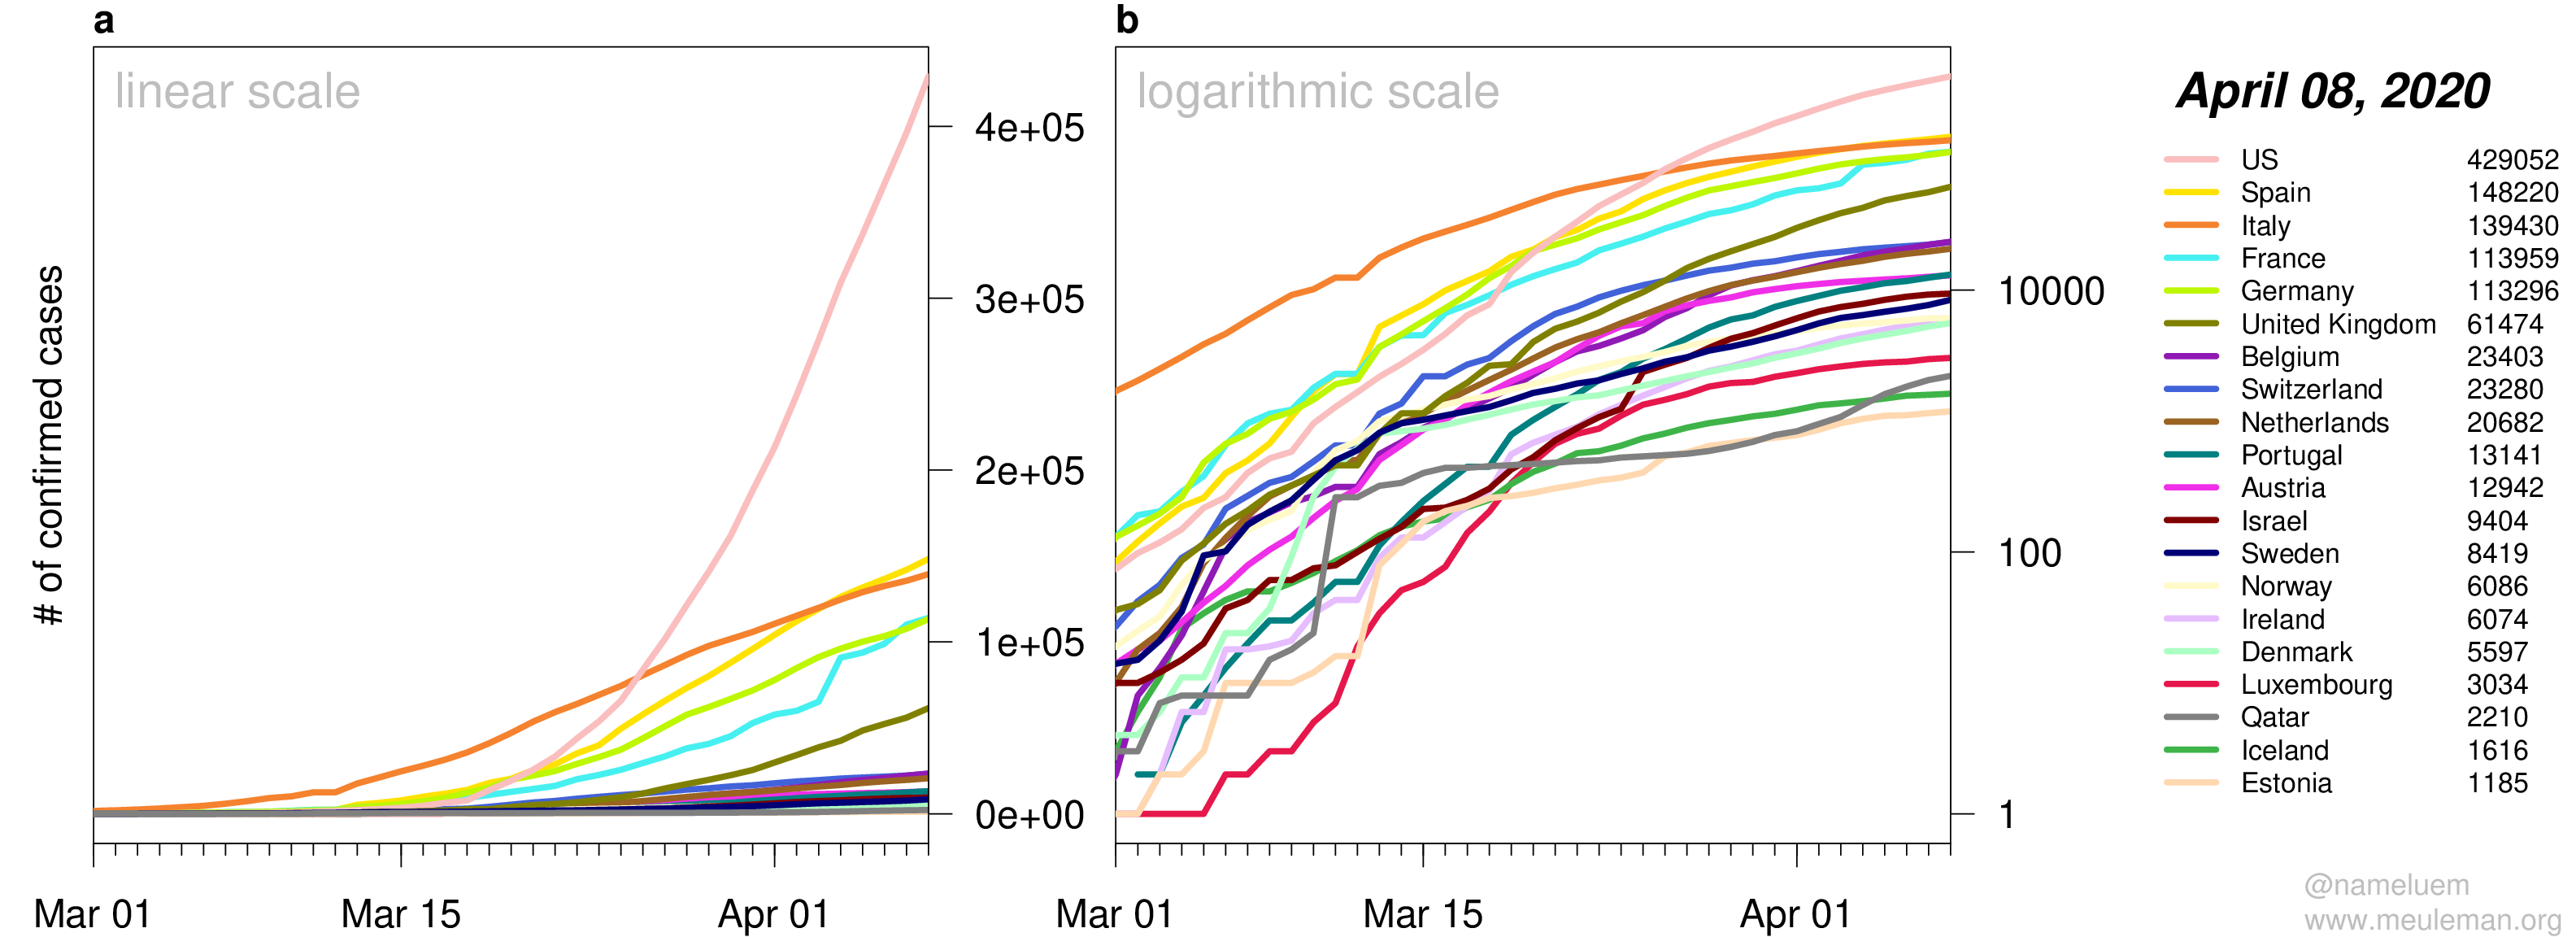 a
linear scale
# of confirmed cases
4e+05
3e+05
2e+05
1e+05
0e+00
Mar 01 Mar 15 Apr 01
b
logarithmic scale
10000
100
1
Mar 01 Mar 15 Apr 01
April 08, 2020
US 429052
Spain 148220
Italy 139430
France 113959
Germany 113296
United Kingdom 61474
Belgium 23403
Switzerland 23280
Netherlands 20682
Portugal 13141
Austria 12942
Israel 9404
Sweden 8419
Norway 6086
Ireland 6074
Denmark 5597
Luxembourg 3034
Qatar 2210
Iceland 1616
Estonia 1185
@nameluem
www.meuleman.org